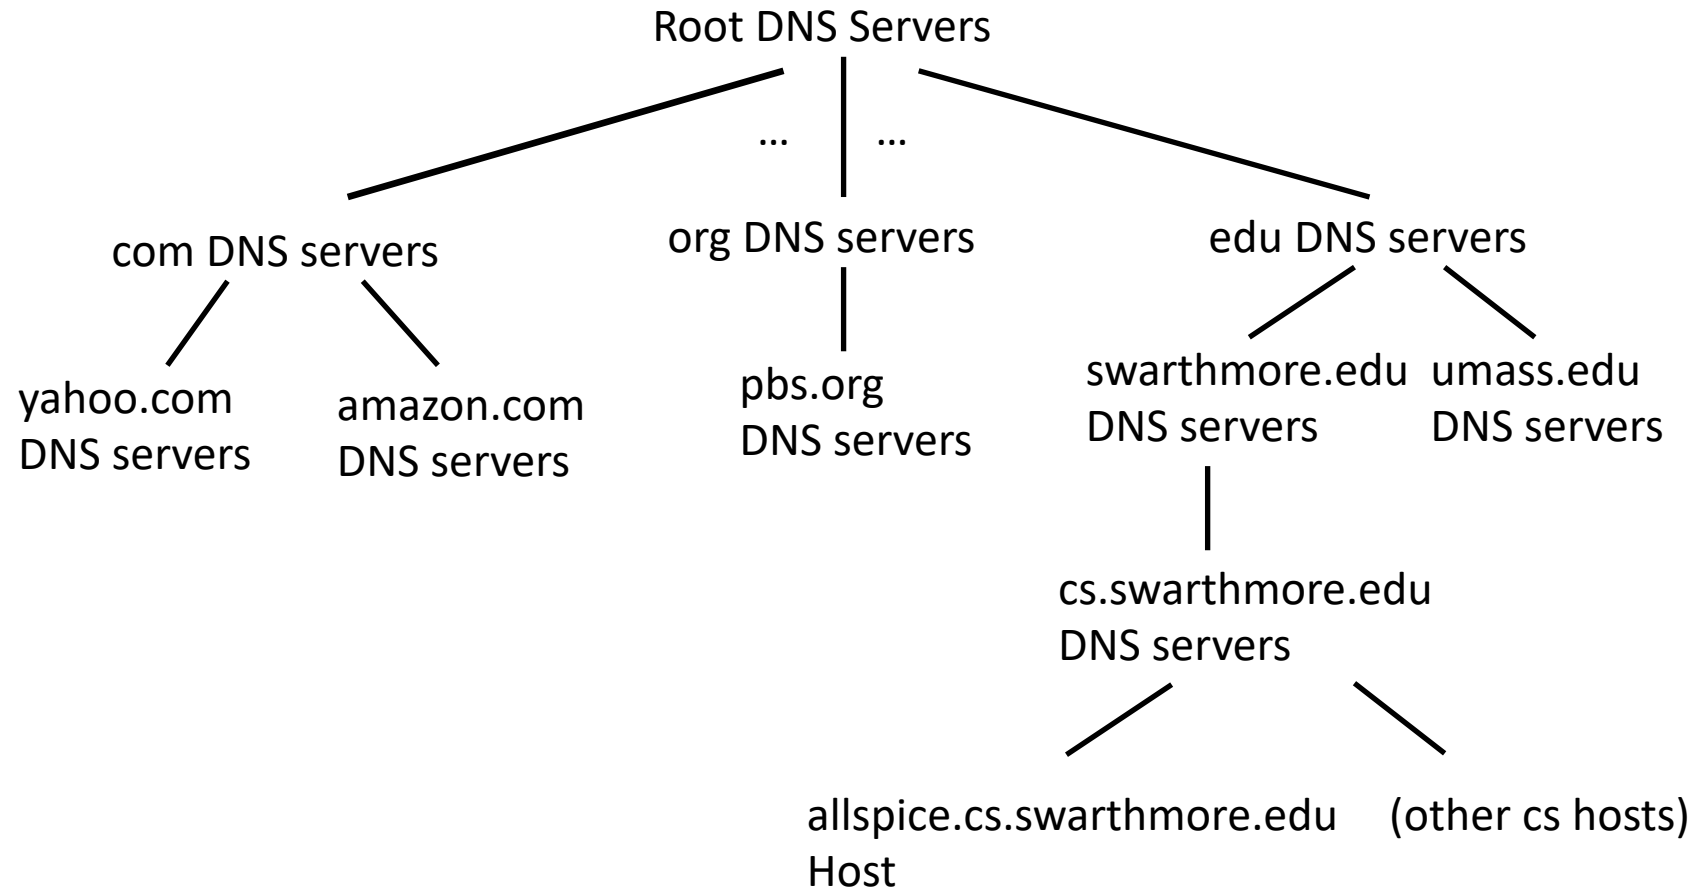 Root DNS Servers
... ...
com DNS servers
org DNS servers
edu DNS servers
yahoo.com
DNS servers
amazon.com
DNS servers
pbs.org
DNS servers
swarthmore.edu
DNS servers
umass.edu
DNS servers
cs.swarthmore.edu
DNS servers
allspice.cs.swarthmore.edu
Host
(other cs hosts)